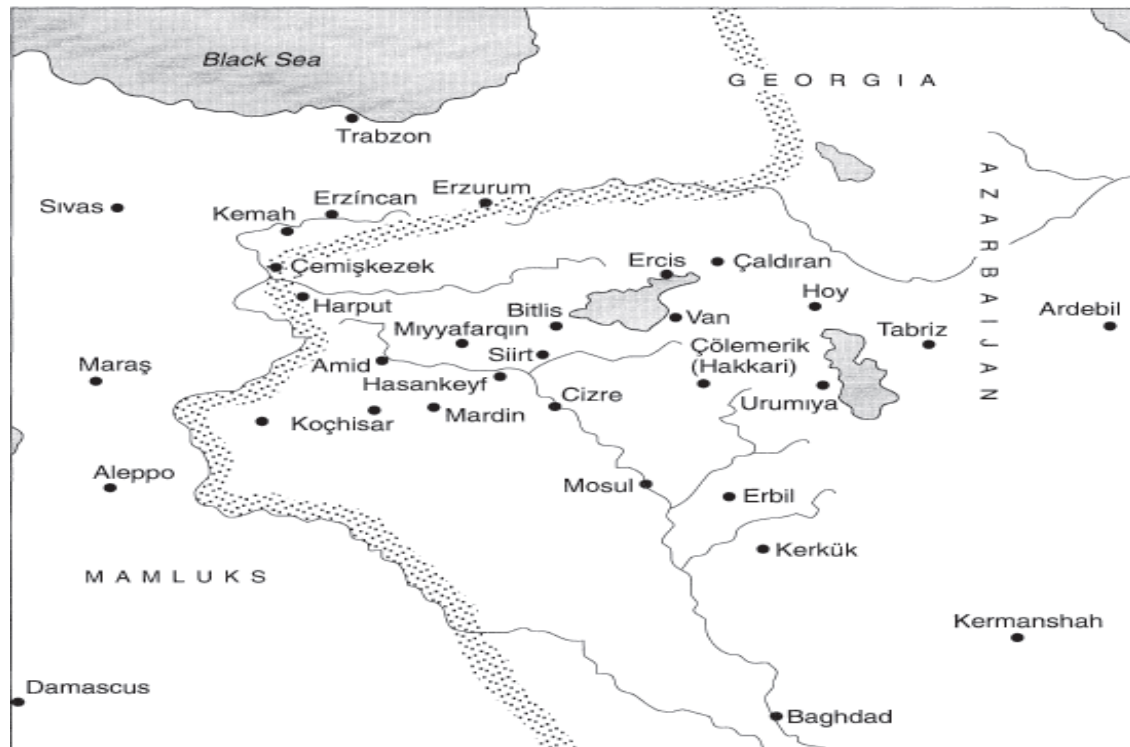 Black Sea
GEORGIA
Trabzon
AZARBAIJAN
Erzurum
Erzíncan
Sıvas
Kemah
Çemişkezek
Ercis
Çaldıran
Harput
Hoy
Bitlis
Van
Ardebil
Mıyyafarqın
Tabriz
Siirt
Çölemerik
(Hakkari)
Amid
Maraş
Hasankeyf
Cizre
Urumıya
Koçhisar
Mardin
Aleppo
Mosul
Erbil
Kerkük
MAMLUKS
Kermanshah
Damascus
Baghdad